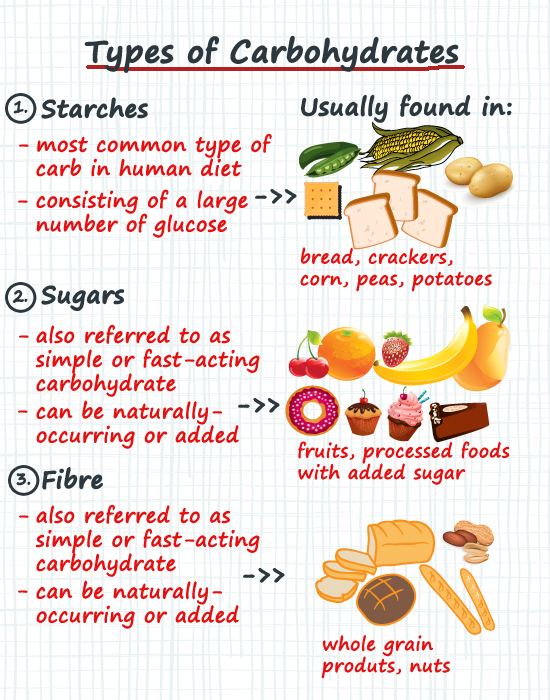 Types of Carbohydrates
1. Starches
- most common type of
carb in human diet
- consisting of a large
number of glucose
->>
Usually found in:
bread, crackers,
corn, peas, potatoes
2. Sugars
- also referred to as
simple or fast-acting
carbohydrate
- can be naturally-
occurring or added
->>
fruits, processed foods
with added sugar
3. Fibre
- also referred to as
simple or fast-acting
carbohydrate
- can be naturally-
occurring or added
->>
whole grain
produts, nuts